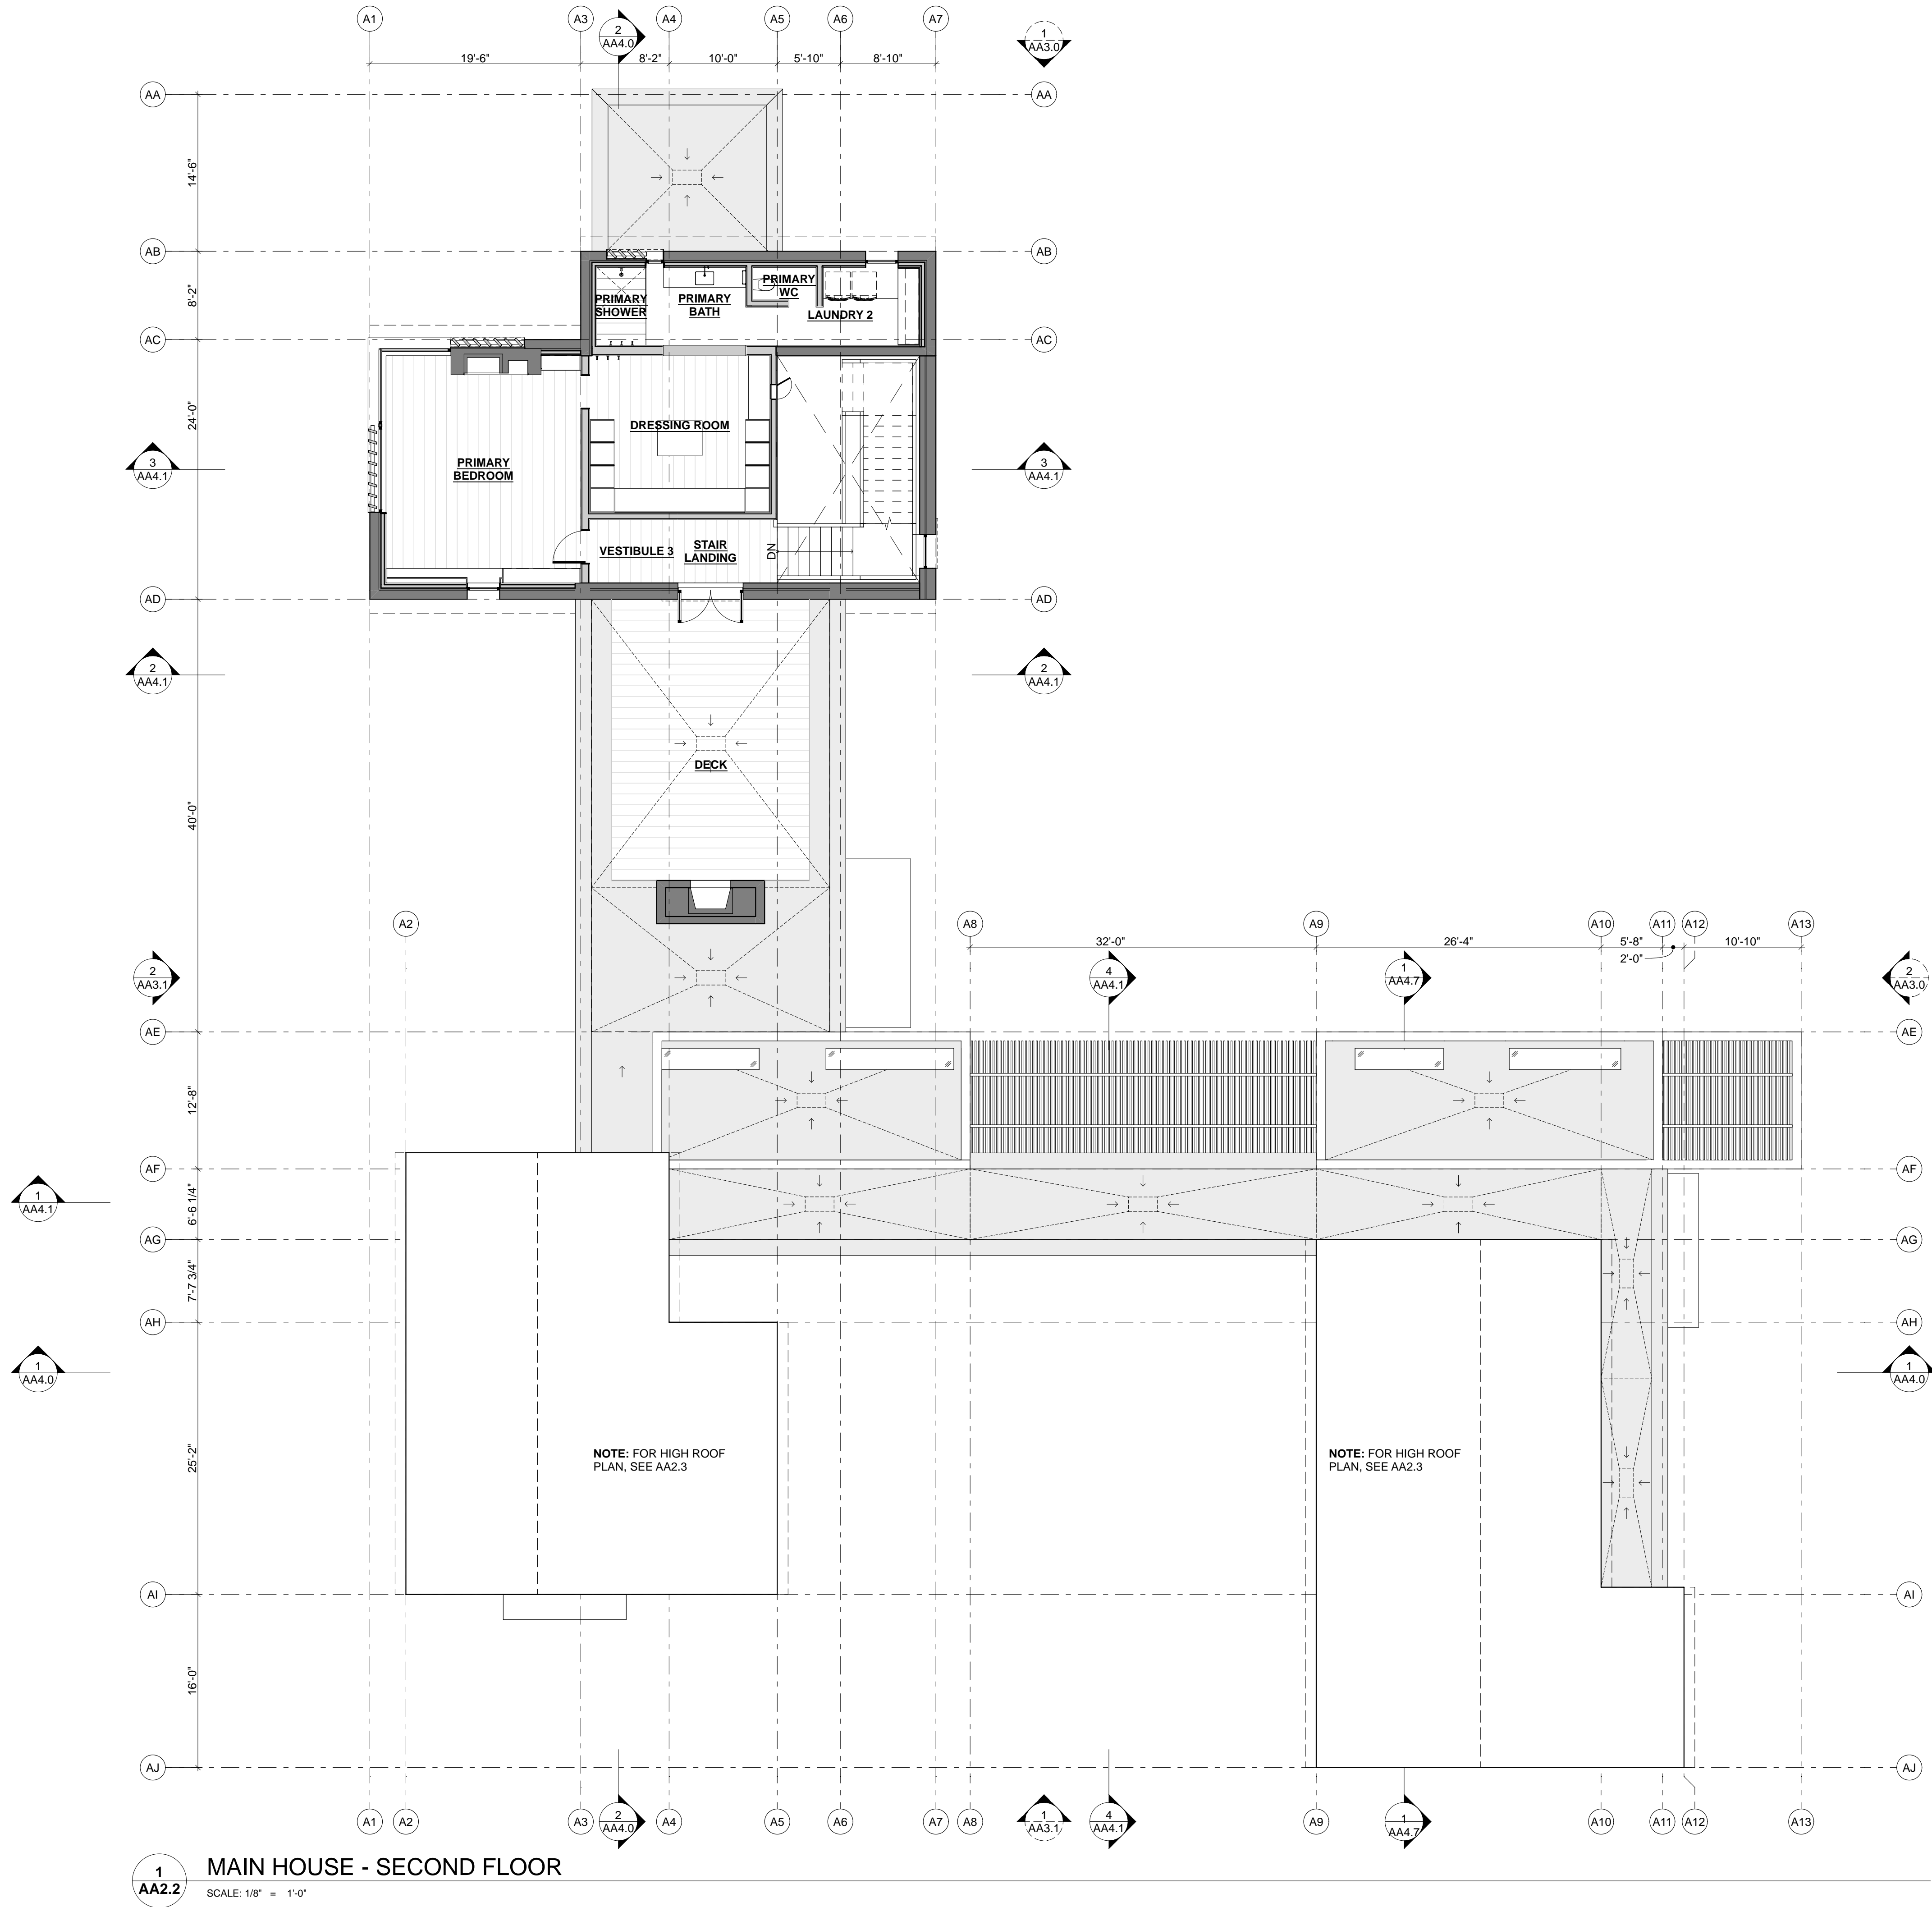 A1
A3
A4
A5
A6
A7
2
AA4.0
1
AA3.0
19'-6"
8'-2"
10'-0"
5'-10"
8'-10"
AA
AA
14'-6"
AB
AB
8'-2"
PRIMARY
SHOWER
PRIMARY
BATH
PRIMARY
WC
LAUNDRY 2
AC
AC
24'-0"
DRESSING ROOM
3
AA4.1
PRIMARY
BEDROOM
3
AA4.1
VESTIBULE 3
STAIR
LANDING
DN
AD
AD
2
AA4.1
2
AA4.1
DECK
40'-0"
A2
A8
A9
A10
A11
A12
A13
32'-0"
26'-4"
5'-8"
10'-10"
2'-0"
2
AA3.1
4
AA4.1
1
AA4.7
2
AA3.0
AE
AE
12'-8"
AF
AF
1
AA4.1
6'-6 1/4"
AG
AG
7'-7 3/4"
AH
AH
1
AA4.0
1
AA4.0
25'-2"
NOTE: FOR HIGH ROOF
PLAN, SEE AA2.3
NOTE: FOR HIGH ROOF
PLAN, SEE AA2.3
AI
AI
16'-0"
AJ
AJ
A1
A2
A3
2
AA4.0
A4
A5
A6
A7
A8
1
AA3.1
4
AA4.1
A9
1
AA4.7
A10
A11
A12
A13
1
AA2.2
MAIN HOUSE - SECOND FLOOR
SCALE: 1/8" = 1'-0"